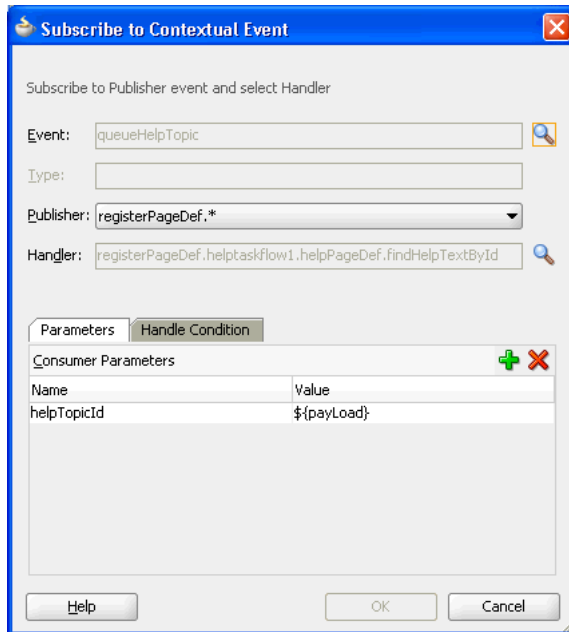 Subscribe to Contextual Event
Subscribe to Publisher event and select Handler
Event: queueHelpTopic
Type:
Publisher: registerPageDef.*
Handler: registerPageDef.helptaskflow1.helpPageDef.findHelpTextById
Parameters Handle Condition
Consumer Parameters
Name Value
helpTopicId ${payLoad}
Help OK Cancel